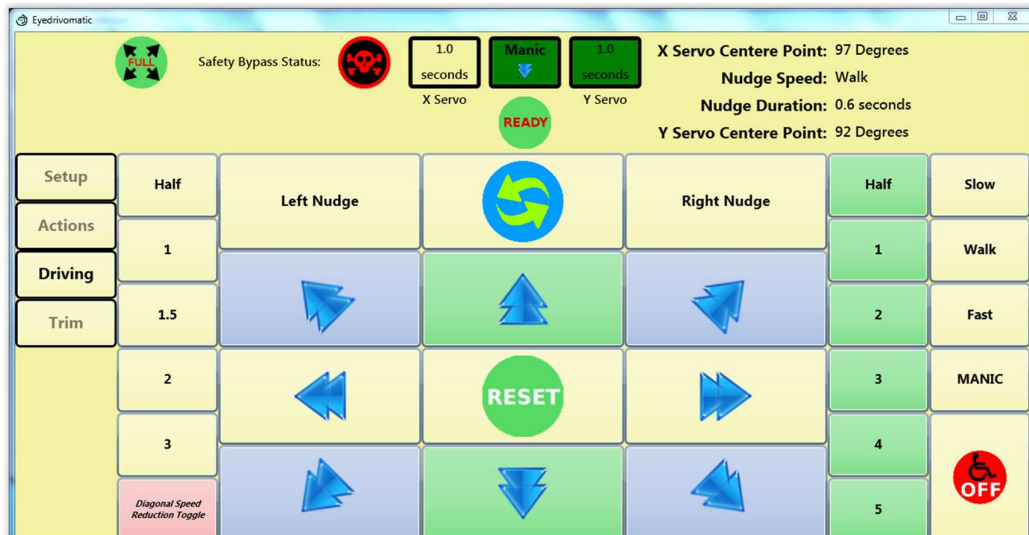 Eyedrivomatic
FULL
Safety Bypass Status:
1.0
seconds
X Servo
Manic
1.0
seconds
Y Servo
READY
X Servo Centere Point: 97 Degrees
Nudge Speed: Walk
Nudge Duration: 0.6 seconds
Y Servo Centere Point: 92 Degrees
Setup
Actions
Driving
Trim
Half
1
1.5
2
3
Diagonal Speed
Reduction Toggle
Left Nudge
Right Nudge
RESET
Half
1
2
3
4
5
Slow
Walk
Fast
MANIC
OFF